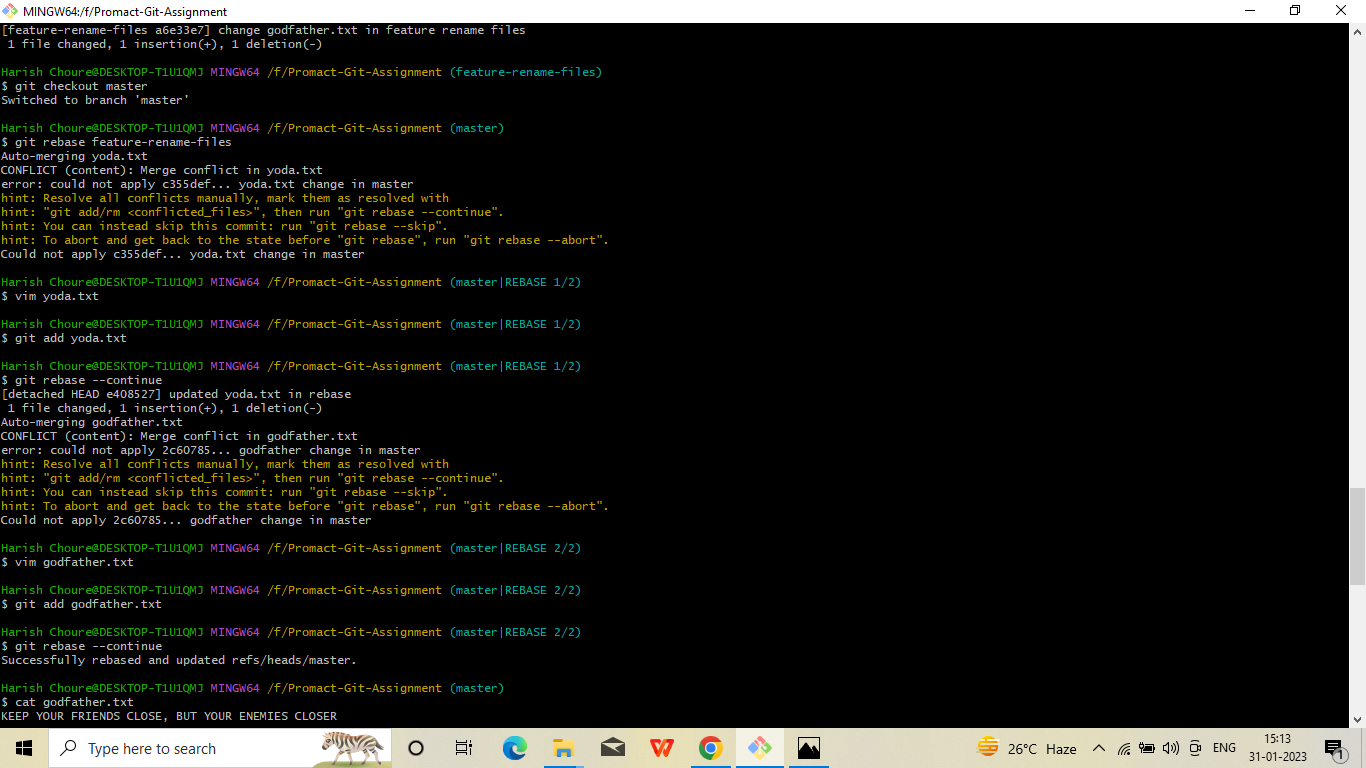 MINGW64:/f/Promact-Git-Assignment
[feature-rename-files a6e33e7] change godfather.txt in feature rename files
 1 file changed, 1 insertion(+), 1 deletion(-)
Harish Choure@DESKTOP-T1U1QMJ MINGW64 /f/Promact-Git-Assignment (feature-rename-files)
$ git checkout master
Switched to branch 'master'
Harish Choure@DESKTOP-T1U1QMJ MINGW64 /f/Promact-Git-Assignment (master)
$ git rebase feature-rename-files
Auto-merging yoda.txt
CONFLICT (content): Merge conflict in yoda.txt
error: could not apply c355def... yoda.txt change in master
hint: Resolve all conflicts manually, mark them as resolved with
hint: "git add/rm <conflicted_files>", then run "git rebase --continue".
hint: You can instead skip this commit: run "git rebase --skip".
hint: To abort and get back to the state before "git rebase", run "git rebase --abort".
Could not apply c355def... yoda.txt change in master
Harish Choure@DESKTOP-T1U1QMJ MINGW64 /f/Promact-Git-Assignment (master|REBASE 1/2)
$ vim yoda.txt
Harish Choure@DESKTOP-T1U1QMJ MINGW64 /f/Promact-Git-Assignment (master|REBASE 1/2)
$ git add yoda.txt
Harish Choure@DESKTOP-T1U1QMJ MINGW64 /f/Promact-Git-Assignment (master|REBASE 1/2)
$ git rebase --continue
[detached HEAD e408527] updated yoda.txt in rebase
 1 file changed, 1 insertion(+), 1 deletion(-)
Auto-merging godfather.txt
CONFLICT (content): Merge conflict in godfather.txt
error: could not apply 2c60785... godfather change in master
hint: Resolve all conflicts manually, mark them as resolved with
hint: "git add/rm <conflicted_files>", then run "git rebase --continue".
hint: You can instead skip this commit: run "git rebase --skip".
hint: To abort and get back to the state before "git rebase", run "git rebase --abort".
Could not apply 2c60785... godfather change in master
Harish Choure@DESKTOP-T1U1QMJ MINGW64 /f/Promact-Git-Assignment (master|REBASE 2/2)
$ vim godfather.txt
Harish Choure@DESKTOP-T1U1QMJ MINGW64 /f/Promact-Git-Assignment (master|REBASE 2/2)
$ git add godfather.txt
Harish Choure@DESKTOP-T1U1QMJ MINGW64 /f/Promact-Git-Assignment (master|REBASE 2/2)
$ git rebase --continue
Successfully rebased and updated refs/heads/master.
Harish Choure@DESKTOP-T1U1QMJ MINGW64 /f/Promact-Git-Assignment (master)
$ cat godfather.txt
KEEP YOUR FRIENDS CLOSE, BUT YOUR ENEMIES CLOSER
Type here to search
26°C Haze
ENG
15:13
31-01-2023
1